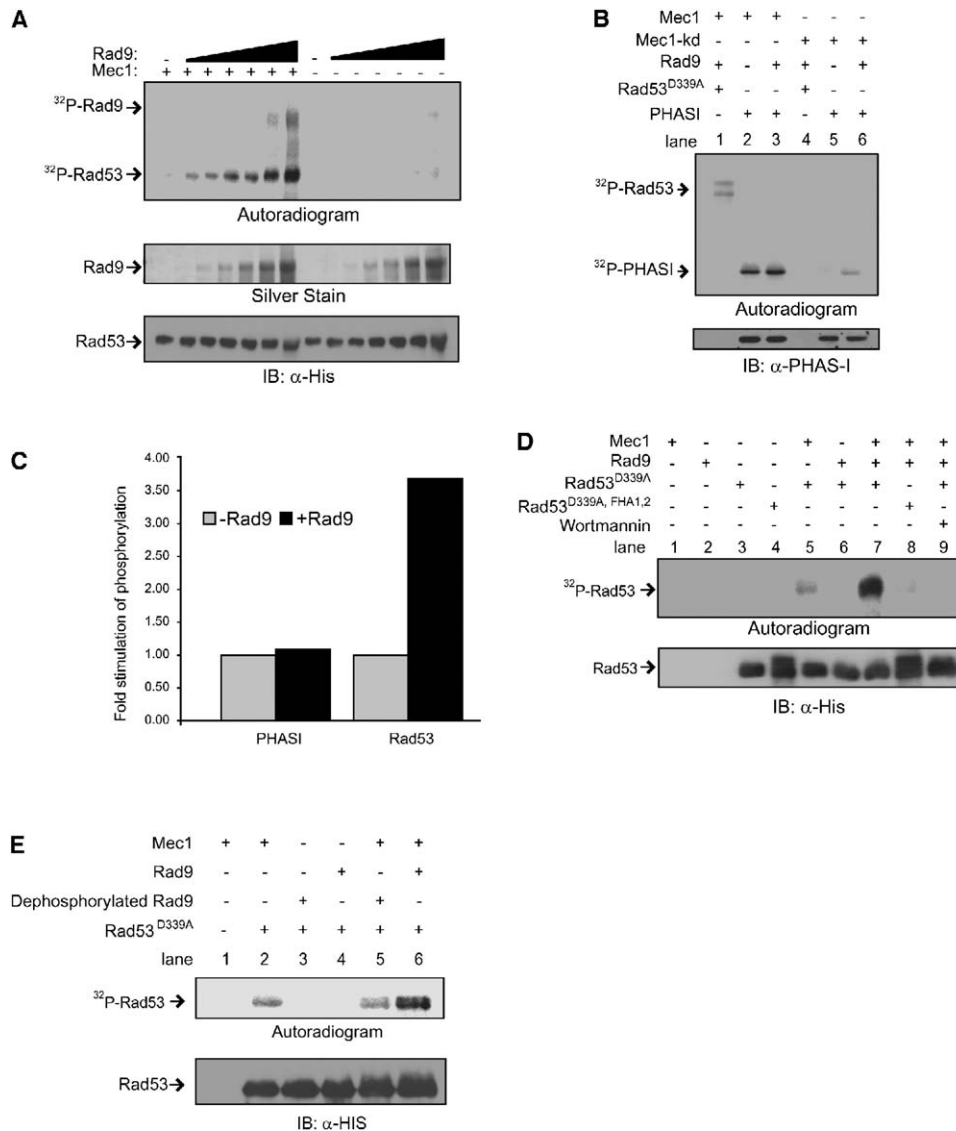 A
Rad9: - -
Mec1: + + + + + + + - - - - - - -
³²P-Rad9
³²P-Rad53
Autoradiogram
Rad9
Silver Stain
Rad53
IB: α-His
B
Mec1 + + + - - -
Mec1-kd - - - + + +
Rad9 + - + + - +
Rad53ᴰ³³⁹ᴬ + - - + - -
PHASI - + + - + +
lane 1 2 3 4 5 6
³²P-Rad53
³²P-PHASI
Autoradiogram
IB: α-PHAS-I
C
Fold stimulation of phosphorylation
4.00
3.50
3.00
2.50
2.00
1.50
1.00
0.50
0.00
-Rad9 +Rad9
PHASI Rad53
D
Mec1 + - - - + - + + +
Rad9 - + - - - + + + +
Rad53ᴰ³³⁹ᴬ - - + - + + + - +
Rad53ᴰ³³⁹ᴬ, ꟳᴴᴬ¹,² - - - + - - - + -
Wortmannin - - - - - - - - +
lane 1 2 3 4 5 6 7 8 9
³²P-Rad53
Autoradiogram
Rad53
IB: α-His
E
Mec1 + + - - + +
Rad9 - - - + - +
Dephosphorylated Rad9 - - + - + -
Rad53ᴰ³³⁹ᴬ - + + + + +
lane 1 2 3 4 5 6
³²P-Rad53
Autoradiogram
Rad53
IB: α-HIS